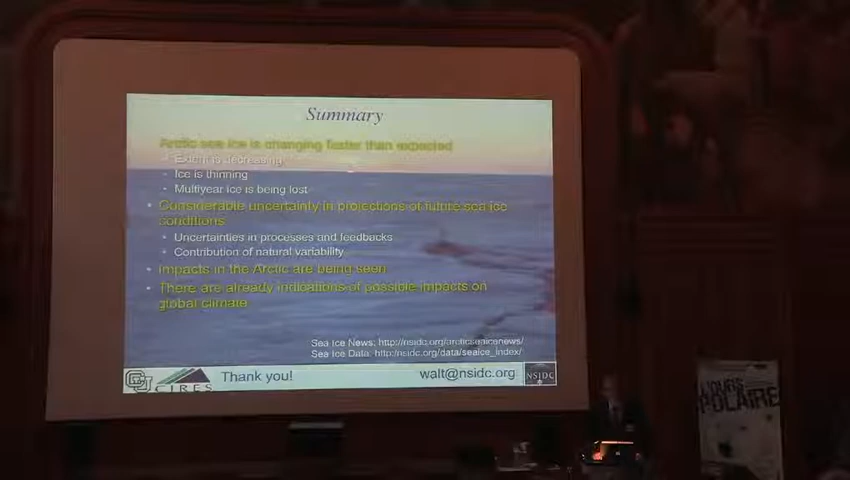 Summary
Arctic sea ice is changing faster than expected
Extent is decreasing
Ice is thinning
Multiyear ice is being lost
• Considerable uncertainty in projections of future sea ice
conditions
• Uncertainties in processes and feedbacks
• Contribution of natural variability
• Impacts in the Arctic are being seen
• There are already indications of possible impacts on
global climate
Sea Ice News: http://nsidc.org/arcticseaicenews/
Sea Ice Data: http:/nsidc.org/data/seaice_index/
CU CIRES Thank you! walt@nsidc.org NSIDC
L'OURS
POLAIRE